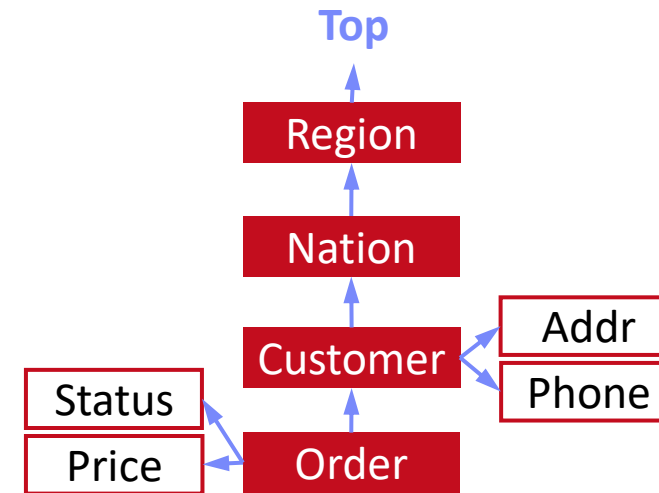 Top
Region
Nation
Customer
Addr
Phone
Status
Price
Order